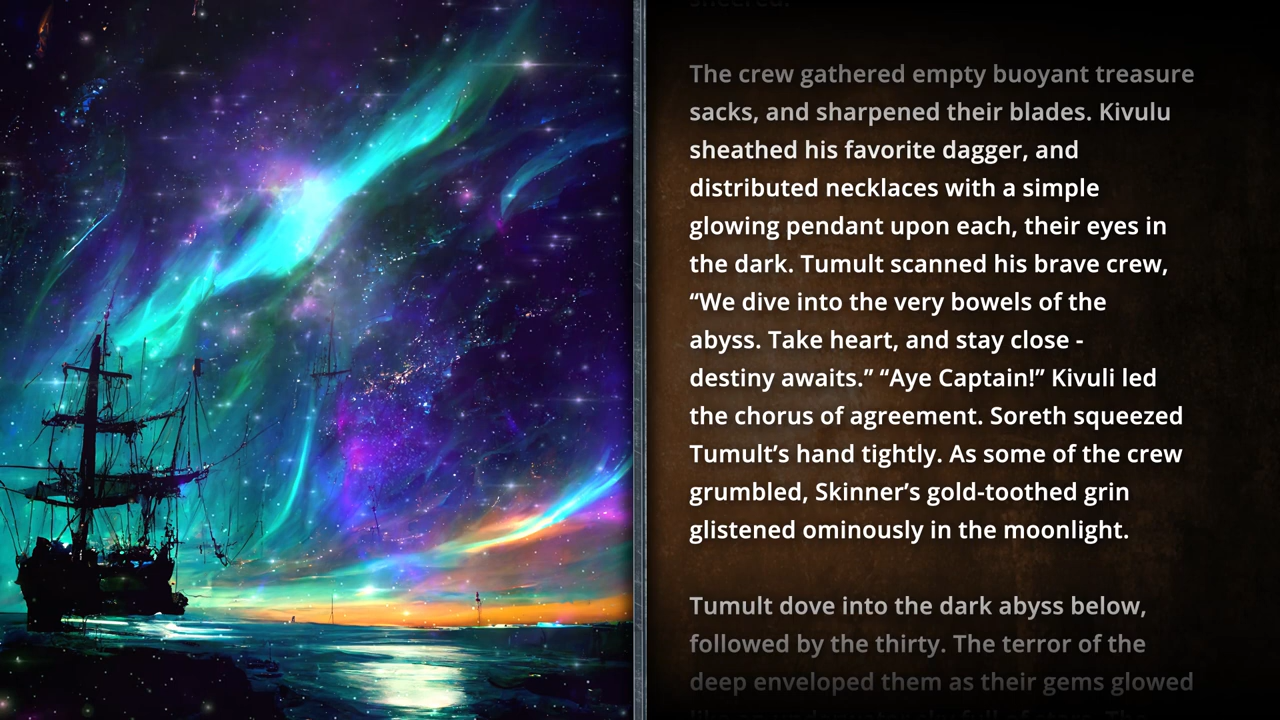 sheered.
The crew gathered empty buoyant treasure
sacks, and sharpened their blades. Kivulu
sheathed his favorite dagger, and
distributed necklaces with a simple
glowing pendant upon each, their eyes in
the dark. Tumult scanned his brave crew,
“We dive into the very bowels of the
abyss. Take heart, and stay close -
destiny awaits.” “Aye Captain!” Kivuli led
the chorus of agreement. Soreth squeezed
Tumult’s hand tightly. As some of the crew
grumbled, Skinner’s gold-toothed grin
glistened ominously in the moonlight.
Tumult dove into the dark abyss below,
followed by the thirty. The terror of the
deep enveloped them as their gems glowed